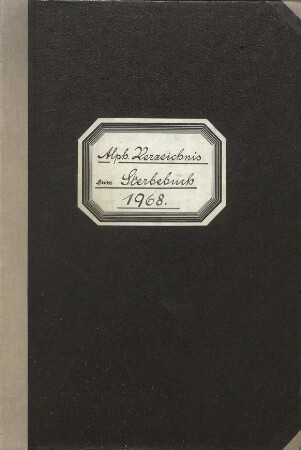 Alph. Verzeichnis
zum Sterbebuch
1968.